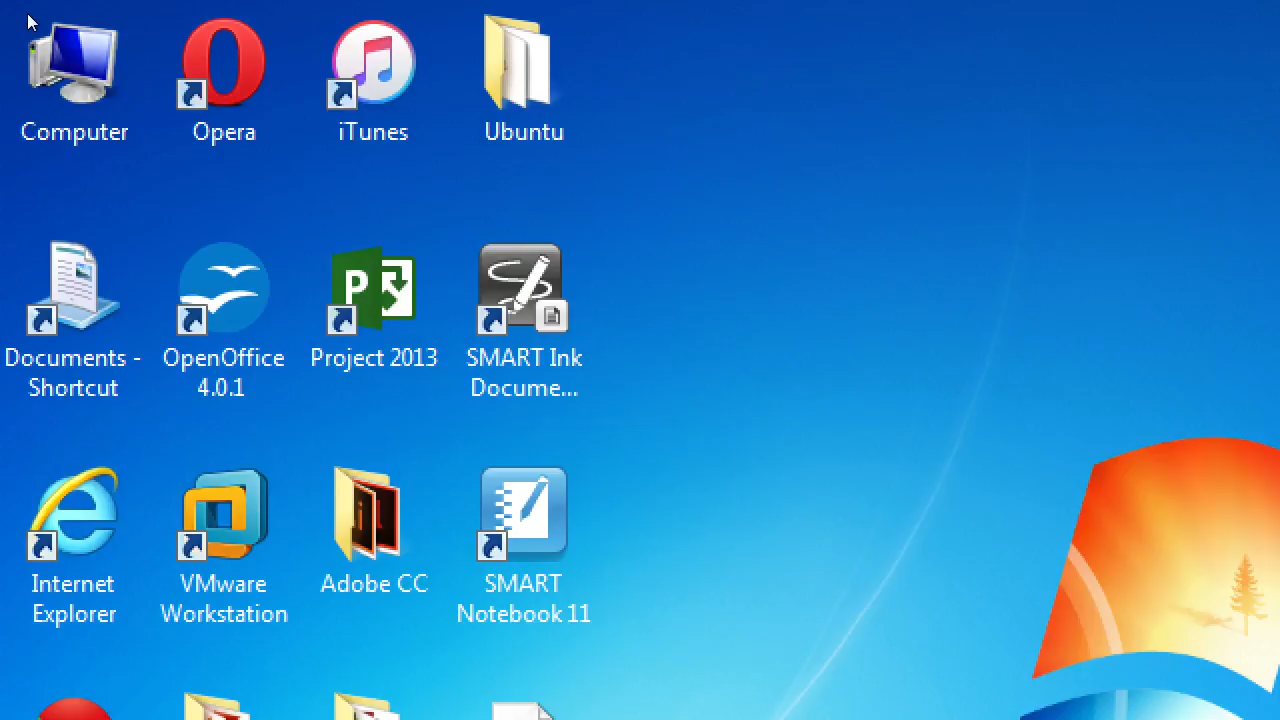 Computer
Opera
iTunes
Ubuntu
Documents -
Shortcut
OpenOffice
4.0.1
Project 2013
SMART Ink
Docume...
Internet
Explorer
VMware
Workstation
Adobe CC
SMART
Notebook 11